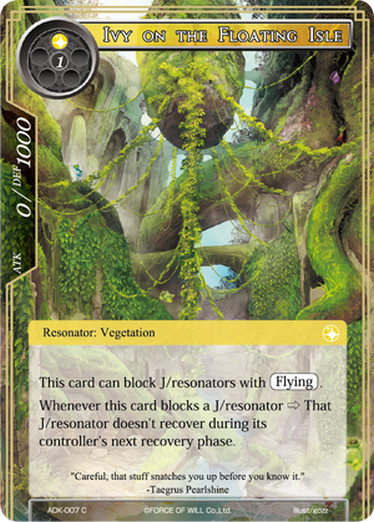 Ivy on the Floating Isle
1
ATK 0 / DEF 1000
Resonator: Vegetation
This card can block J/resonators with Flying.
Whenever this card blocks a J/resonator ⇨ That
J/resonator doesn't recover during its
controller's next recovery phase.
"Careful, that stuff snatches you up before you know it."
-Taegrus Pearlshine
ADK-007 C ©FORCE OF WILL Co.,Ltd. Illust/gozz